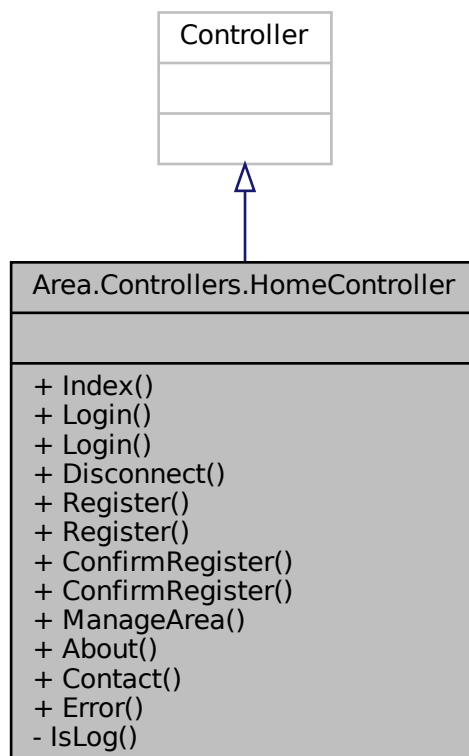 Controller
Area.Controllers.HomeController
+ Index()
+ Login()
+ Login()
+ Disconnect()
+ Register()
+ Register()
+ ConfirmRegister()
+ ConfirmRegister()
+ ManageArea()
+ About()
+ Contact()
+ Error()
- IsLog()